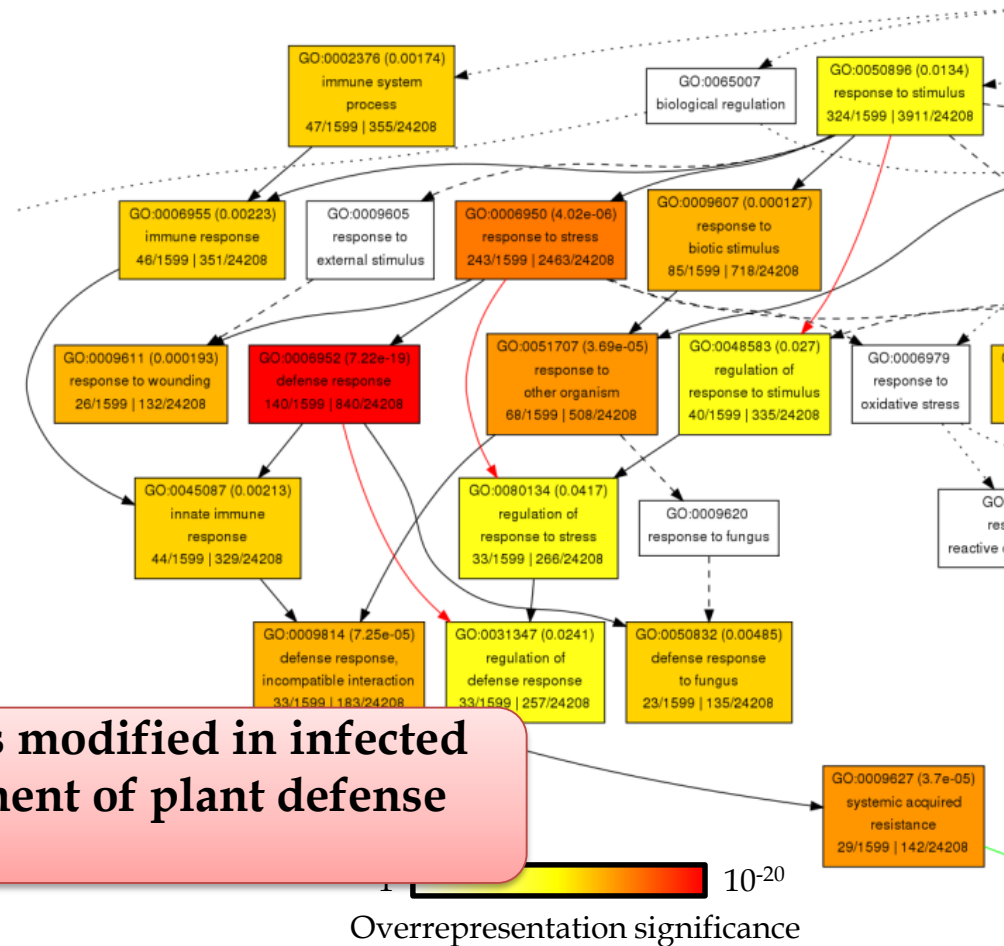 GO:0002376 (0.00174)
immune system
process
47/1599 | 355/24208
GO:0065007
biological regulation
GO:0050896 (0.0134)
response to stimulus
324/1599 | 3911/24208
GO:0006955 (0.00223)
immune response
46/1599 | 351/24208
GO:0009605
response to
external stimulus
GO:0006950 (4.02e-06)
response to stress
243/1599 | 2463/24208
GO:0009607 (0.000127)
response to
biotic stimulus
85/1599 | 718/24208
GO:0009611 (0.000193)
response to wounding
26/1599 | 132/24208
GO:0006952 (7.22e-19)
defense response
140/1599 | 840/24208
GO:0051707 (3.69e-05)
response to
other organism
68/1599 | 508/24208
GO:0048583 (0.027)
regulation of
response to stimulus
40/1599 | 335/24208
GO:0006979
response to
oxidative stress
GO:0045087 (0.00213)
innate immune
response
44/1599 | 329/24208
GO:0080134 (0.0417)
regulation of
response to stress
33/1599 | 266/24208
GO:0009620
response to fungus
GO
res
reactive
GO:0009814 (7.25e-05)
defense response,
incompatible interaction
33/1599 | 183/24208
GO:0031347 (0.0241)
regulation of
defense response
33/1599 | 257/24208
GO:0050832 (0.00485)
defense response
to fungus
23/1599 | 135/24208
s modified in infected
nent of plant defense
GO:0009627 (3.7e-05)
systemic acquired
resistance
29/1599 | 142/24208
10-20
Overrepresentation significance